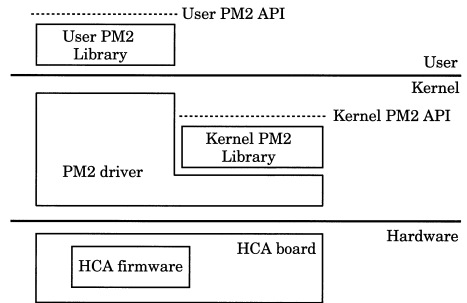 User PM2 API
User PM2
Library
User
Kernel
Kernel PM2 API
Kernel PM2
Library
PM2 driver
Hardware
HCA board
HCA firmware